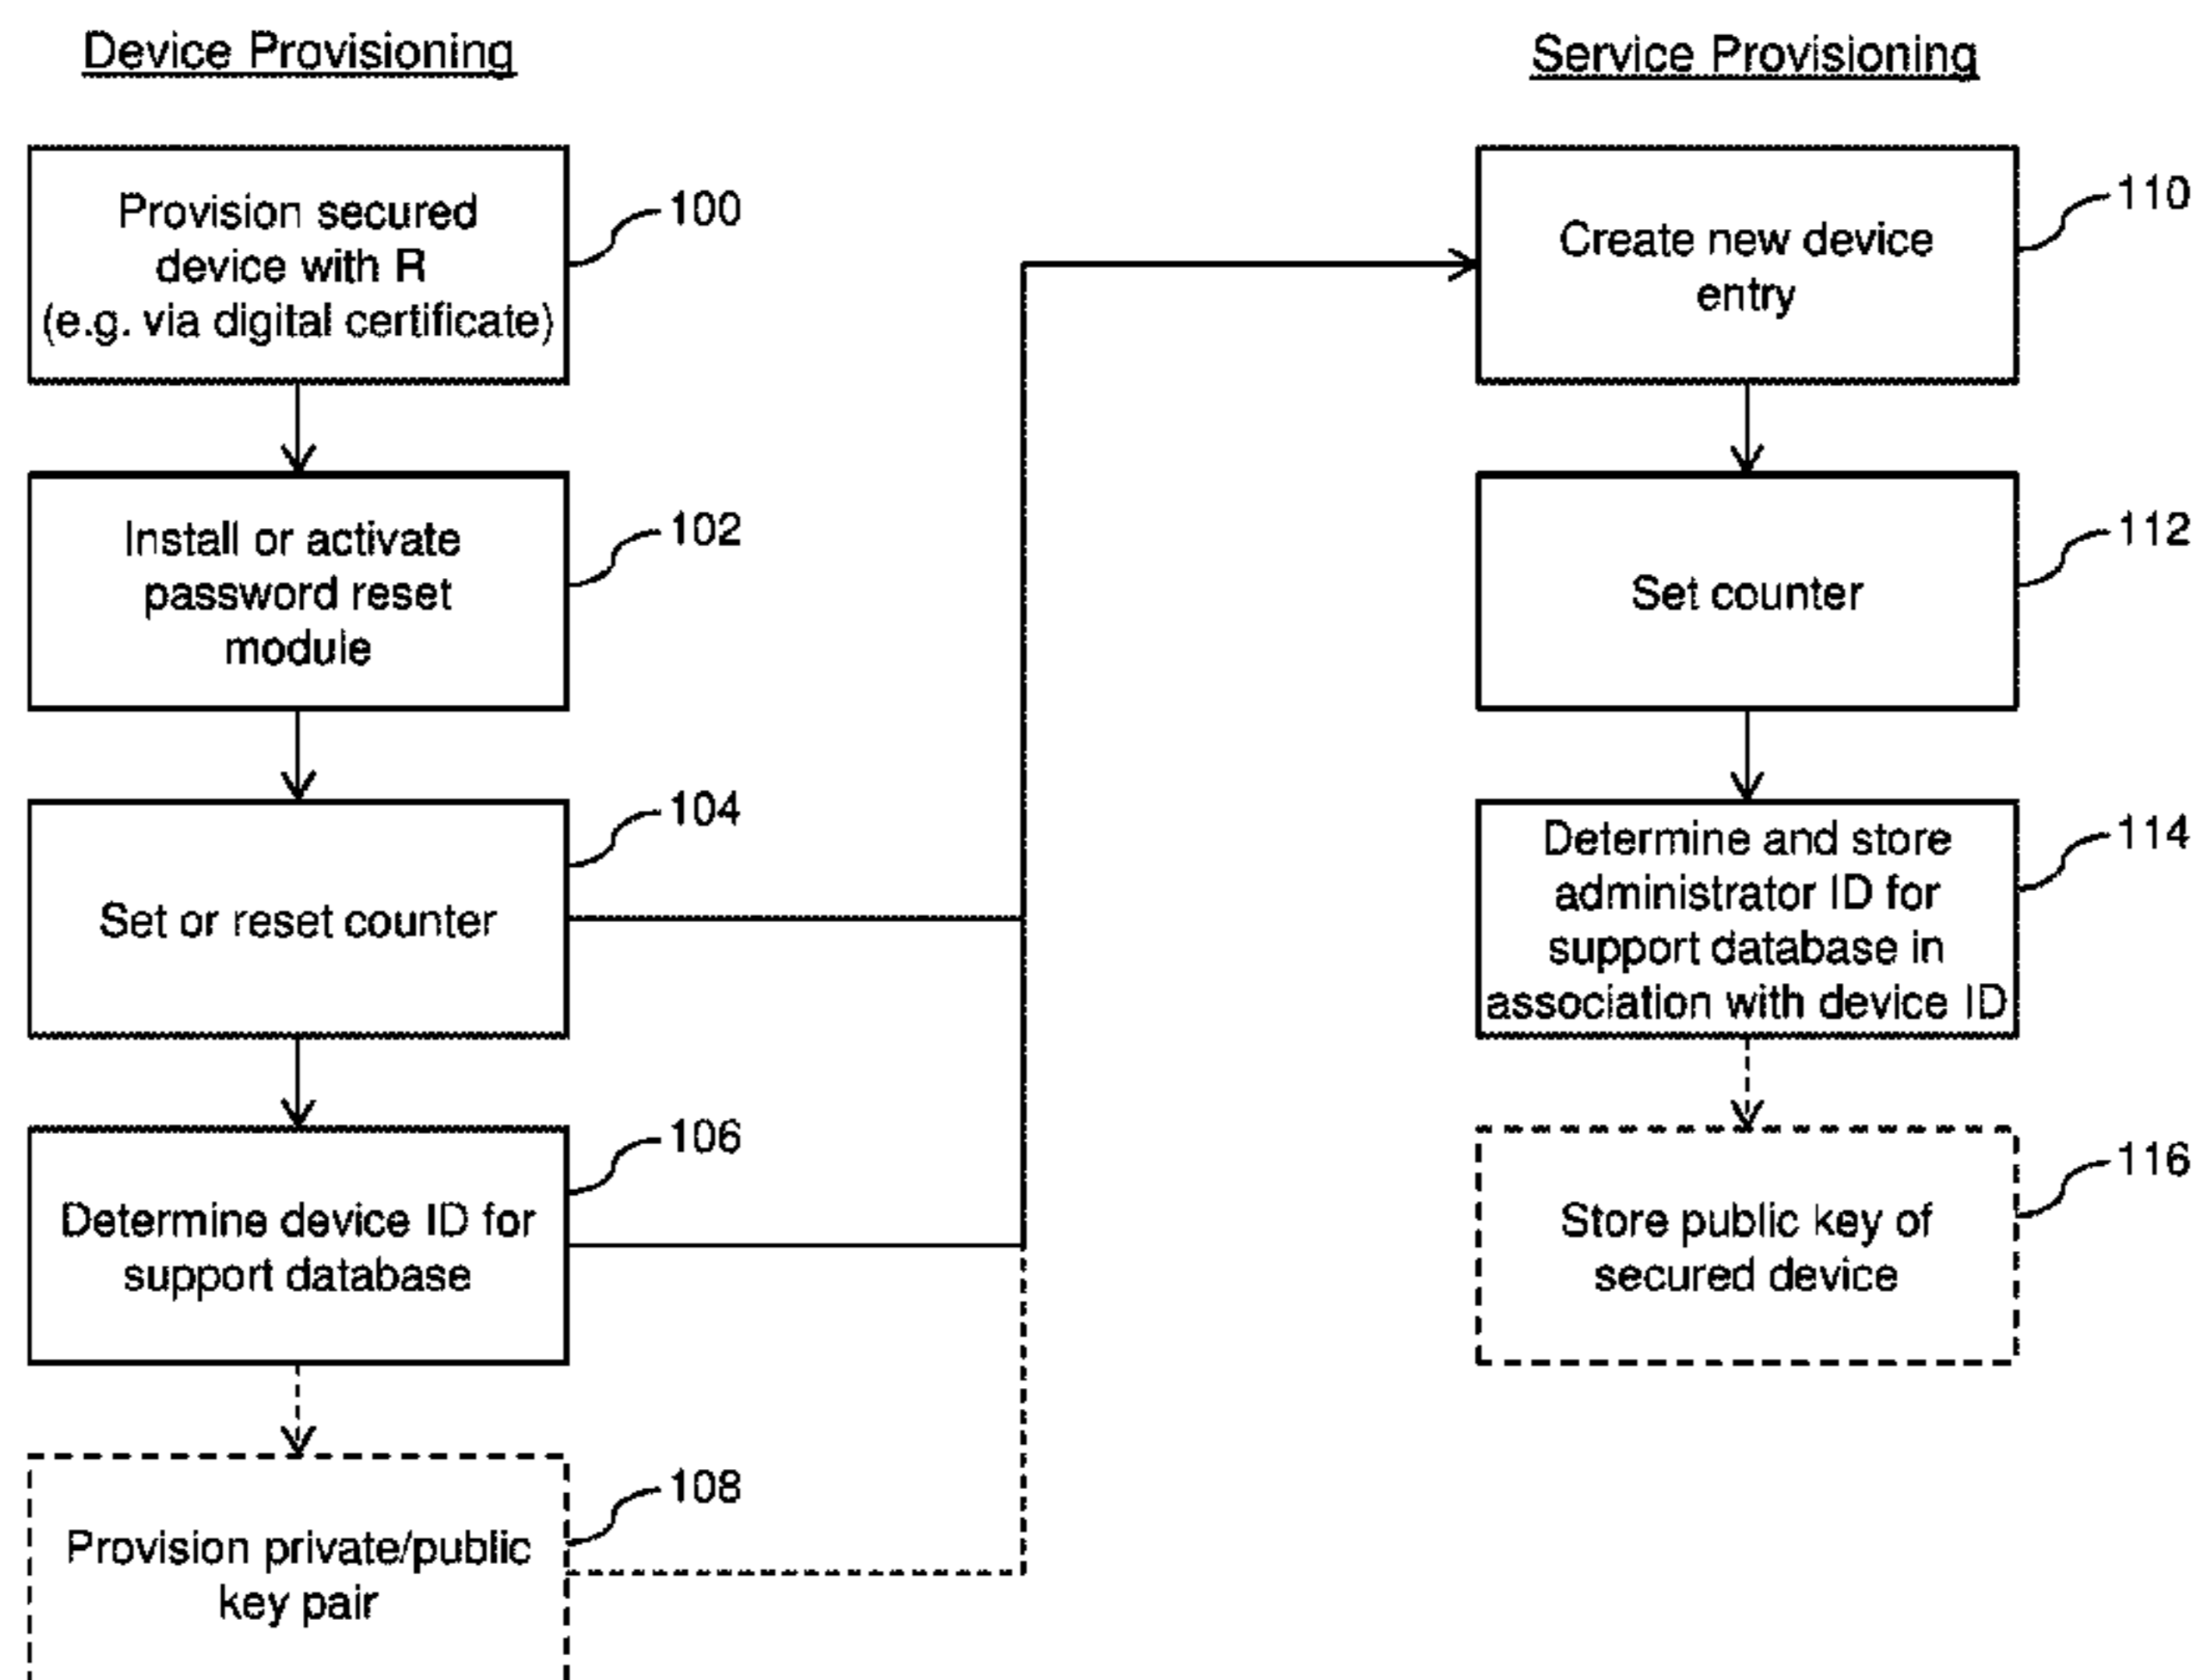 Device Provisioning
Provision secured
device with R
(e.g. via digital certificate)
100
Install or activate
password reset
module
102
Set or reset counter
104
Determine device ID for
support database
106
Provision private/public
key pair
108
Service Provisioning
Create new device
entry
110
Set counter
112
Determine and store
administrator ID for
support database in
association with device ID
114
Store public key of
secured device
116